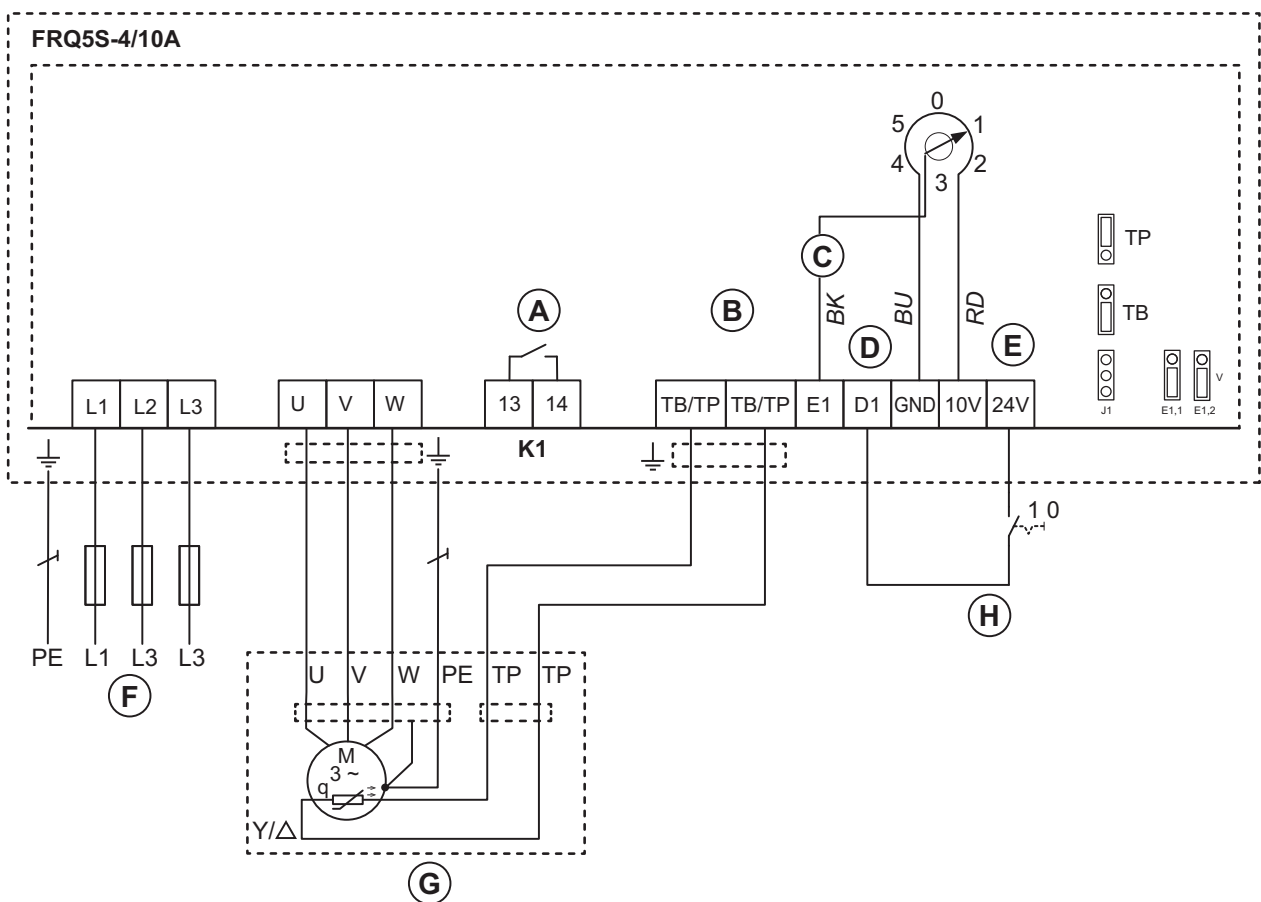 FRQ5S-4/10A
0
5 1
4 2
3
C
TP
A
B
BK
BU
RD
TB
D
E
L1 L2 L3
U V W
13 14
TB/TP TB/TP E1 D1 GND 10V 24V
V
J1
E1,1 E1,2
K1
1 0
H
PE L1 L3 L3
U V W PE TP TP
F
M
3 ~
q
Y/△
G